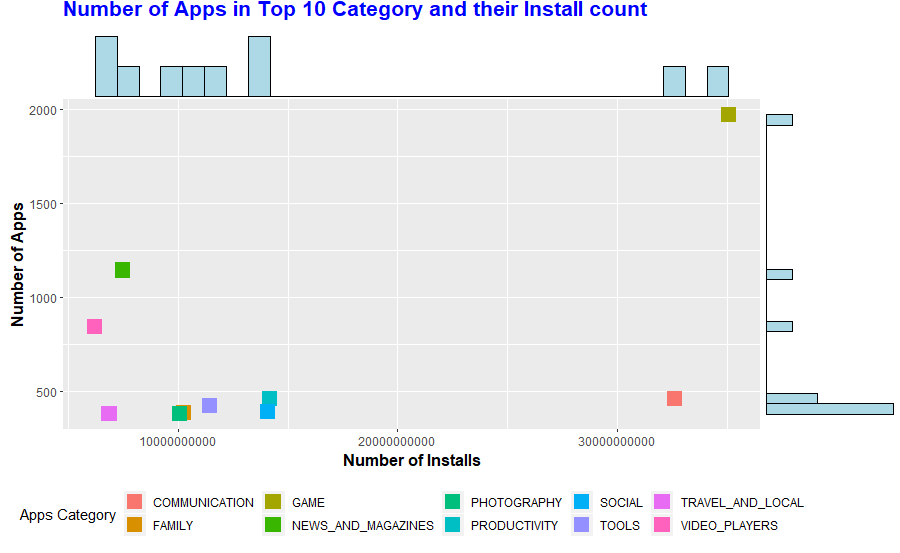 Number of Apps in Top 10 Category and their Install count
2000
1500
1000
500
Number of Apps
10000000000 20000000000 30000000000
Number of Installs
Apps Category
COMMUNICATION GAME PHOTOGRAPHY SOCIAL TRAVEL_AND_LOCAL
FAMILY NEWS_AND_MAGAZINES PRODUCTIVITY TOOLS VIDEO_PLAYERS